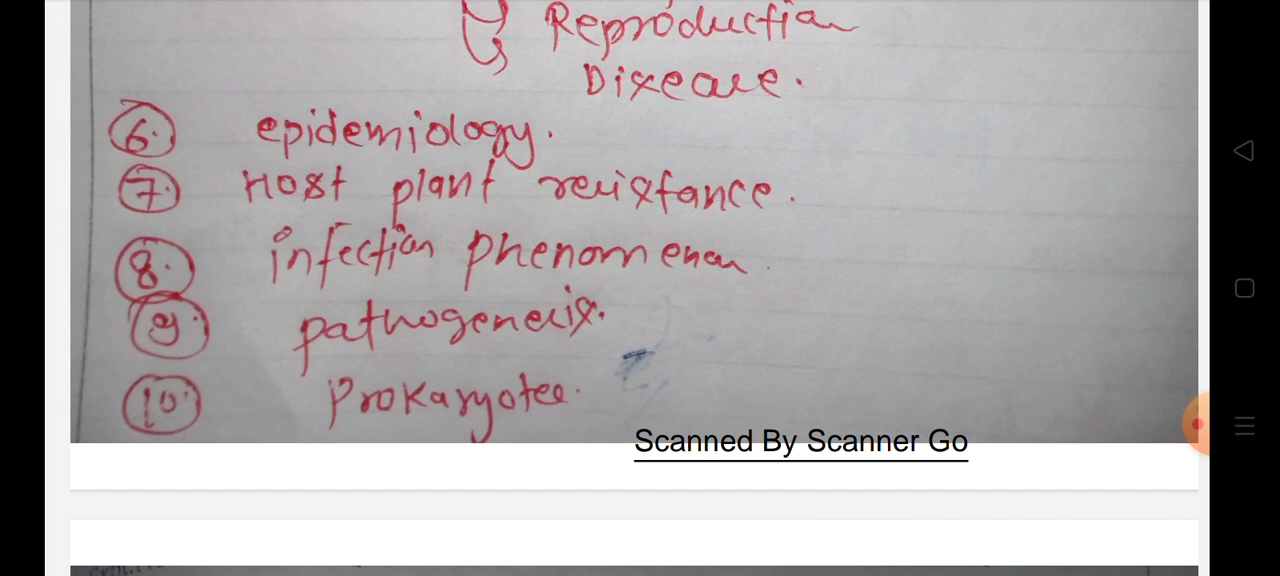 Reproduction
Disease.
6. epidemiology.
7. Host plant resistance.
8. infection phenomenon.
9. pathogenesis.
10. Prokaryotes.
Scanned By Scanner Go